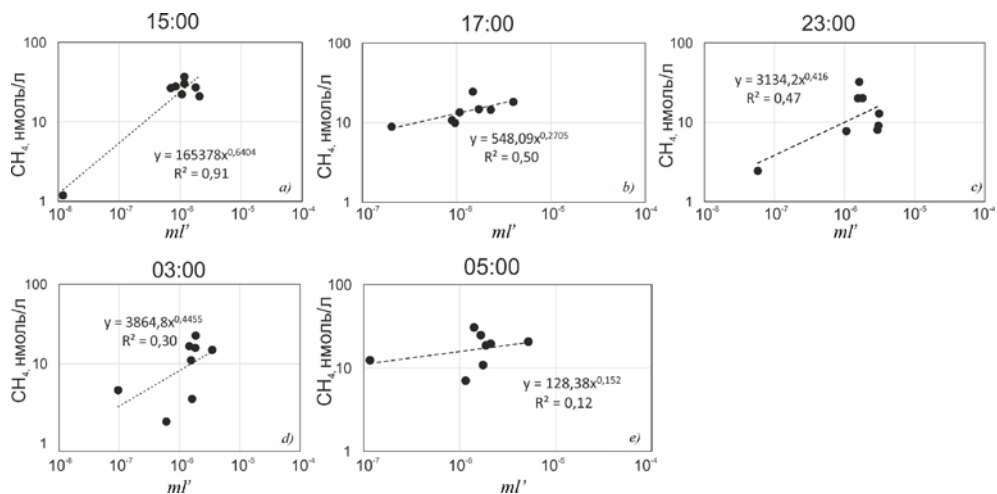 15:00
CH₄, нмоль/л
100
10
1
y = 165378x^0,6404
R² = 0,91
a)
10⁻⁸ 10⁻⁷ 10⁻⁶ 10⁻⁵ 10⁻⁴
ml’
17:00
CH₄, нмоль/л
100
10
1
y = 548,09x^0,2705
R² = 0,50
b)
10⁻⁷ 10⁻⁶ 10⁻⁵ 10⁻⁴
ml’
23:00
CH₄, нмоль/л
100
10
1
y = 3134,2x^0,416
R² = 0,47
c)
10⁻⁸ 10⁻⁷ 10⁻⁶ 10⁻⁵ 10⁻⁴
ml’
03:00
CH₄, нмоль/л
100
10
1
y = 3864,8x^0,4455
R² = 0,30
d)
10⁻⁸ 10⁻⁷ 10⁻⁶ 10⁻⁵ 10⁻⁴
ml’
05:00
CH₄, нмоль/л
100
10
1
y = 128,38x^0,152
R² = 0,12
e)
10⁻⁷ 10⁻⁶ 10⁻⁵ 10⁻⁴
ml’